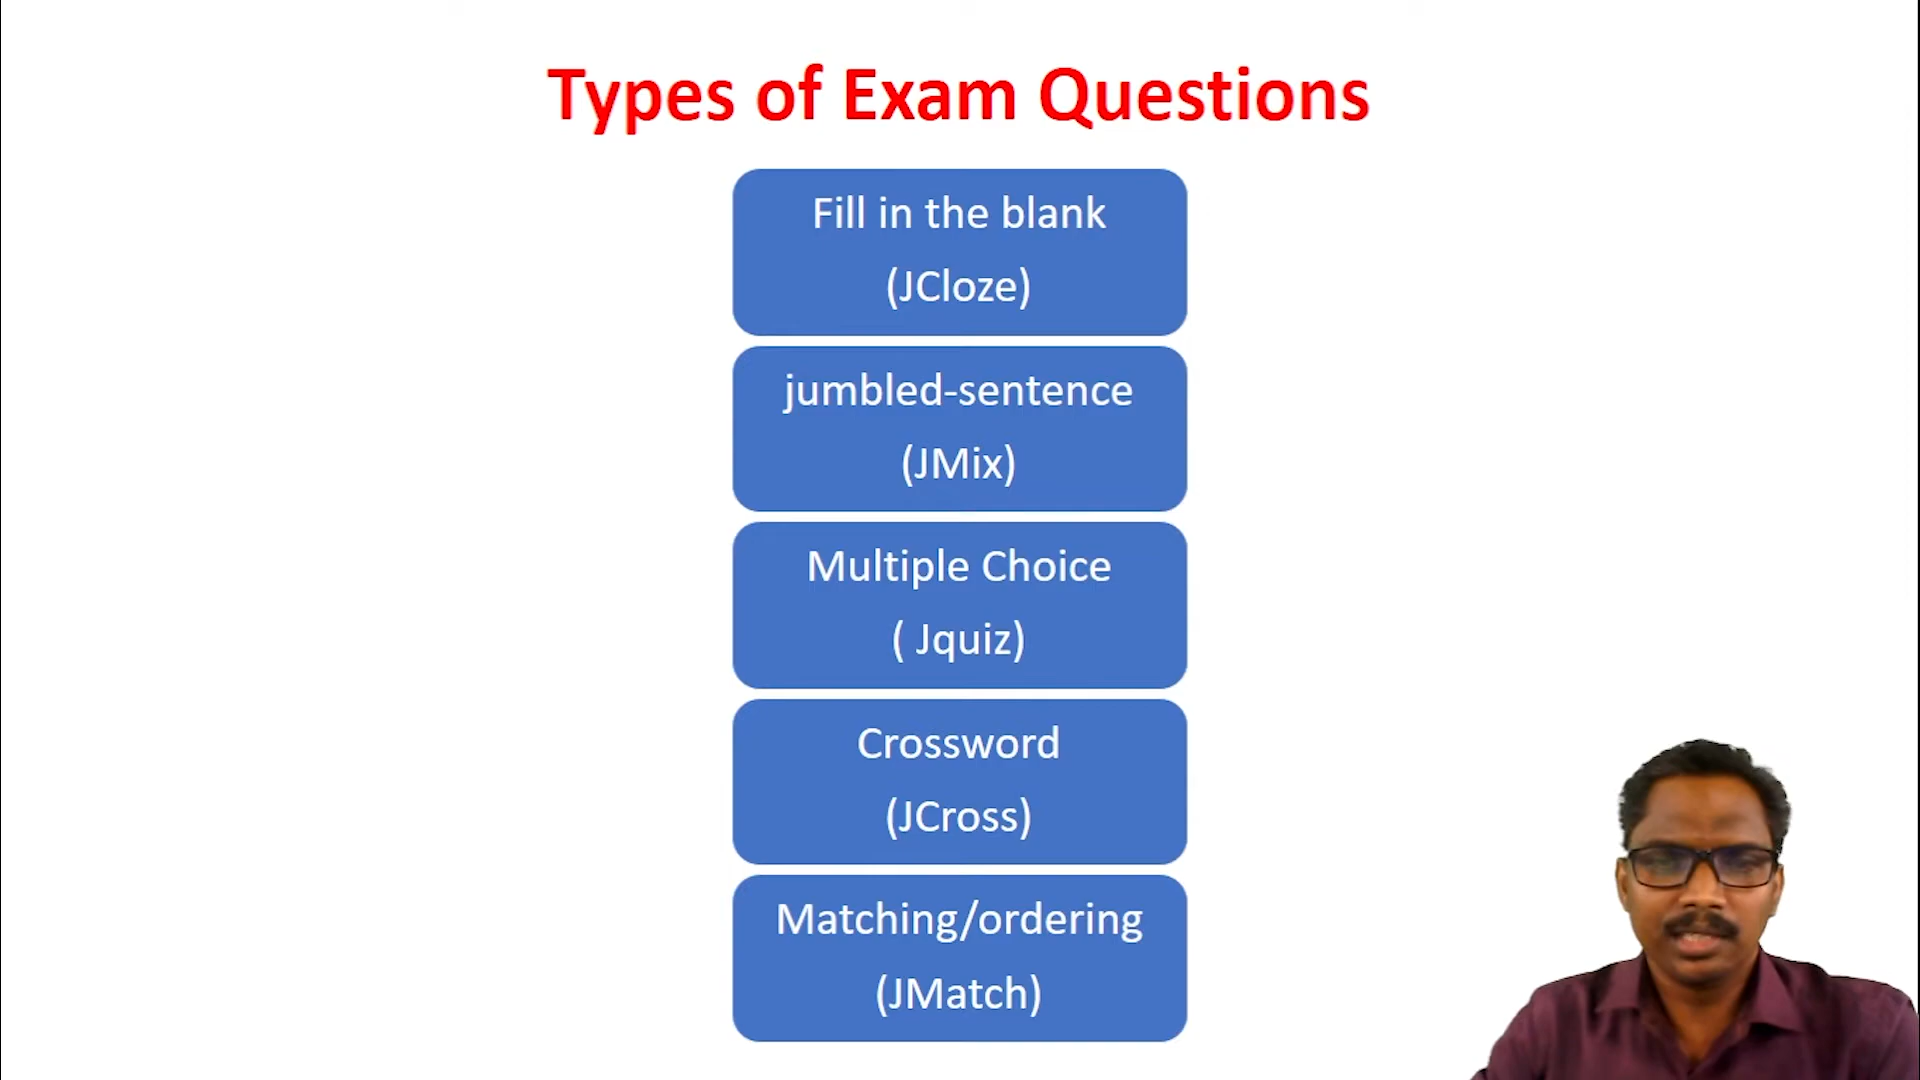 Types of Exam Questions
Fill in the blank
(JCloze)
jumbled-sentence
(JMix)
Multiple Choice
( Jquiz)
Crossword
(JCross)
Matching/ordering
(JMatch)